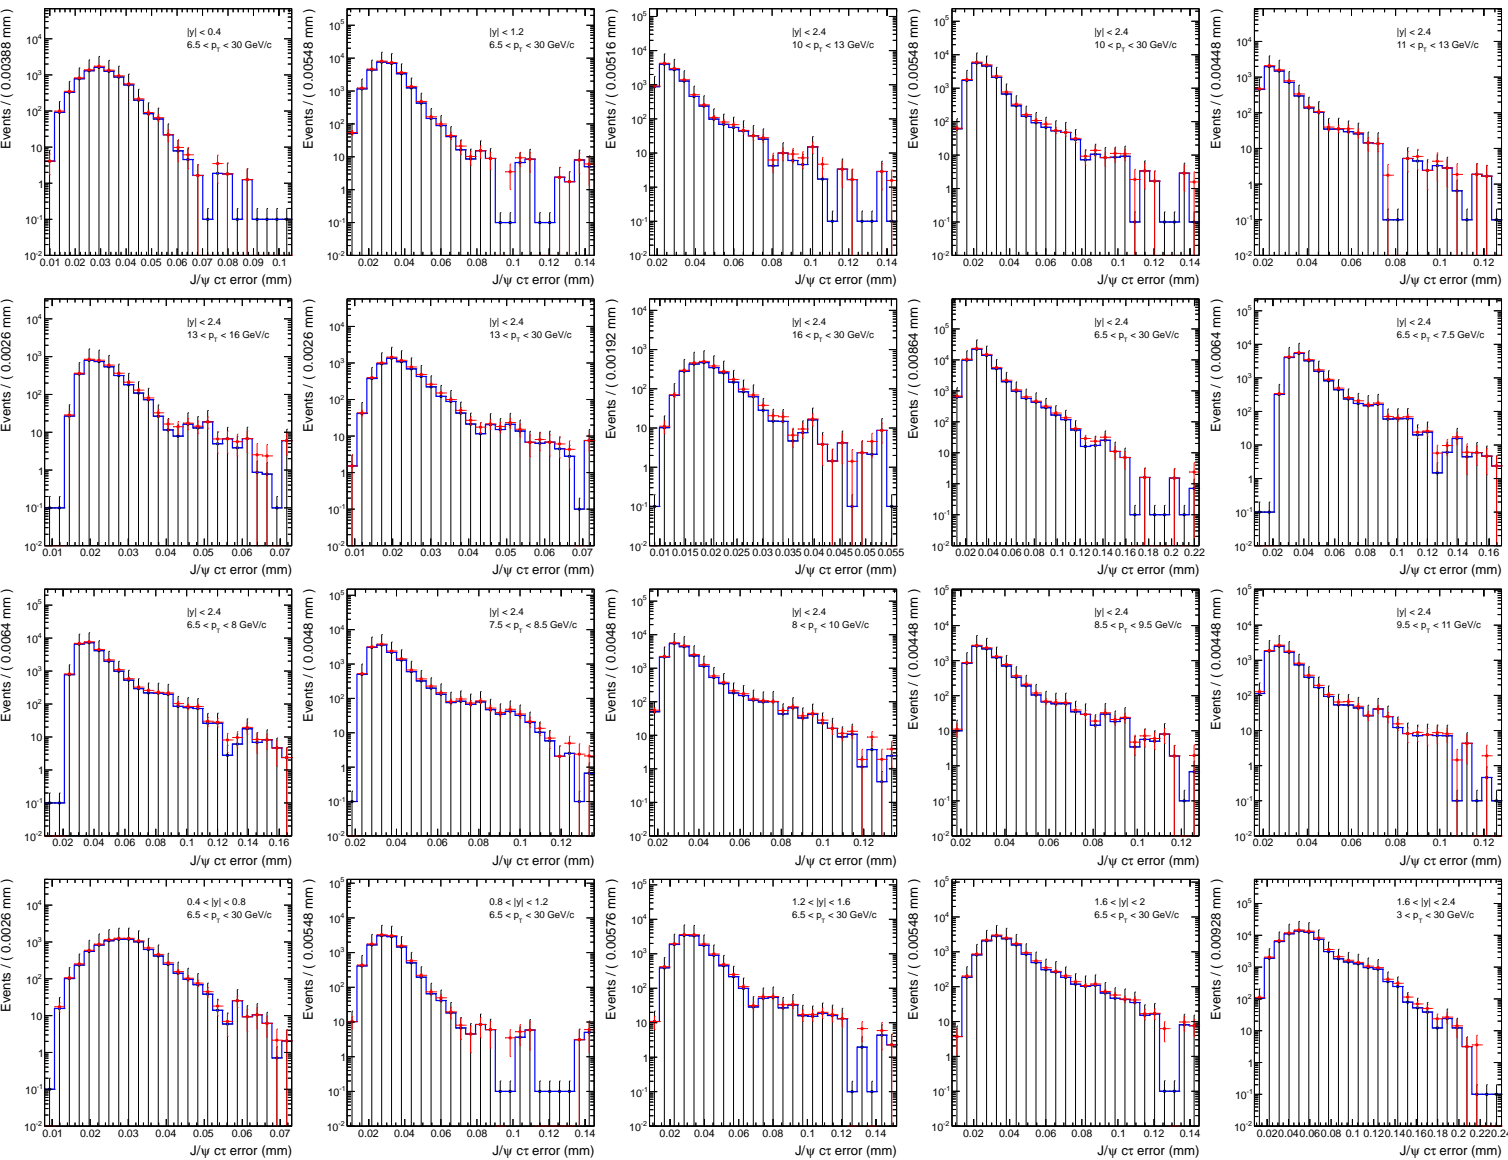 |y| < 0.4
6.5 < p_T < 30 GeV/c
Events / ( 0.00388 mm )
J/ψ cτ error (mm)
|y| < 1.2
6.5 < p_T < 30 GeV/c
Events / ( 0.00548 mm )
J/ψ cτ error (mm)
|y| < 2.4
10 < p_T < 13 GeV/c
Events / ( 0.00516 mm )
J/ψ cτ error (mm)
|y| < 2.4
10 < p_T < 30 GeV/c
Events / ( 0.00548 mm )
J/ψ cτ error (mm)
|y| < 2.4
11 < p_T < 13 GeV/c
Events / ( 0.00448 mm )
J/ψ cτ error (mm)
|y| < 2.4
13 < p_T < 16 GeV/c
Events / ( 0.0026 mm )
J/ψ cτ error (mm)
|y| < 2.4
13 < p_T < 30 GeV/c
Events / ( 0.0026 mm )
J/ψ cτ error (mm)
|y| < 2.4
16 < p_T < 30 GeV/c
Events / ( 0.00192 mm )
J/ψ cτ error (mm)
|y| < 2.4
6.5 < p_T < 30 GeV/c
Events / ( 0.00864 mm )
J/ψ cτ error (mm)
|y| < 2.4
6.5 < p_T < 7.5 GeV/c
Events / ( 0.0064 mm )
J/ψ cτ error (mm)
|y| < 2.4
6.5 < p_T < 8 GeV/c
Events / ( 0.0064 mm )
J/ψ cτ error (mm)
|y| < 2.4
7.5 < p_T < 8.5 GeV/c
Events / ( 0.0048 mm )
J/ψ cτ error (mm)
|y| < 2.4
8 < p_T < 10 GeV/c
Events / ( 0.0048 mm )
J/ψ cτ error (mm)
|y| < 2.4
8.5 < p_T < 9.5 GeV/c
Events / ( 0.00448 mm )
J/ψ cτ error (mm)
|y| < 2.4
9.5 < p_T < 11 GeV/c
Events / ( 0.00448 mm )
J/ψ cτ error (mm)
0.4 < |y| < 0.8
6.5 < p_T < 30 GeV/c
Events / ( 0.0026 mm )
J/ψ cτ error (mm)
0.8 < |y| < 1.2
6.5 < p_T < 30 GeV/c
Events / ( 0.00548 mm )
J/ψ cτ error (mm)
1.2 < |y| < 1.6
6.5 < p_T < 30 GeV/c
Events / ( 0.00576 mm )
J/ψ cτ error (mm)
1.6 < |y| < 2
6.5 < p_T < 30 GeV/c
Events / ( 0.00548 mm )
J/ψ cτ error (mm)
1.6 < |y| < 2.4
3 < p_T < 30 GeV/c
Events / ( 0.00928 mm )
J/ψ cτ error (mm)